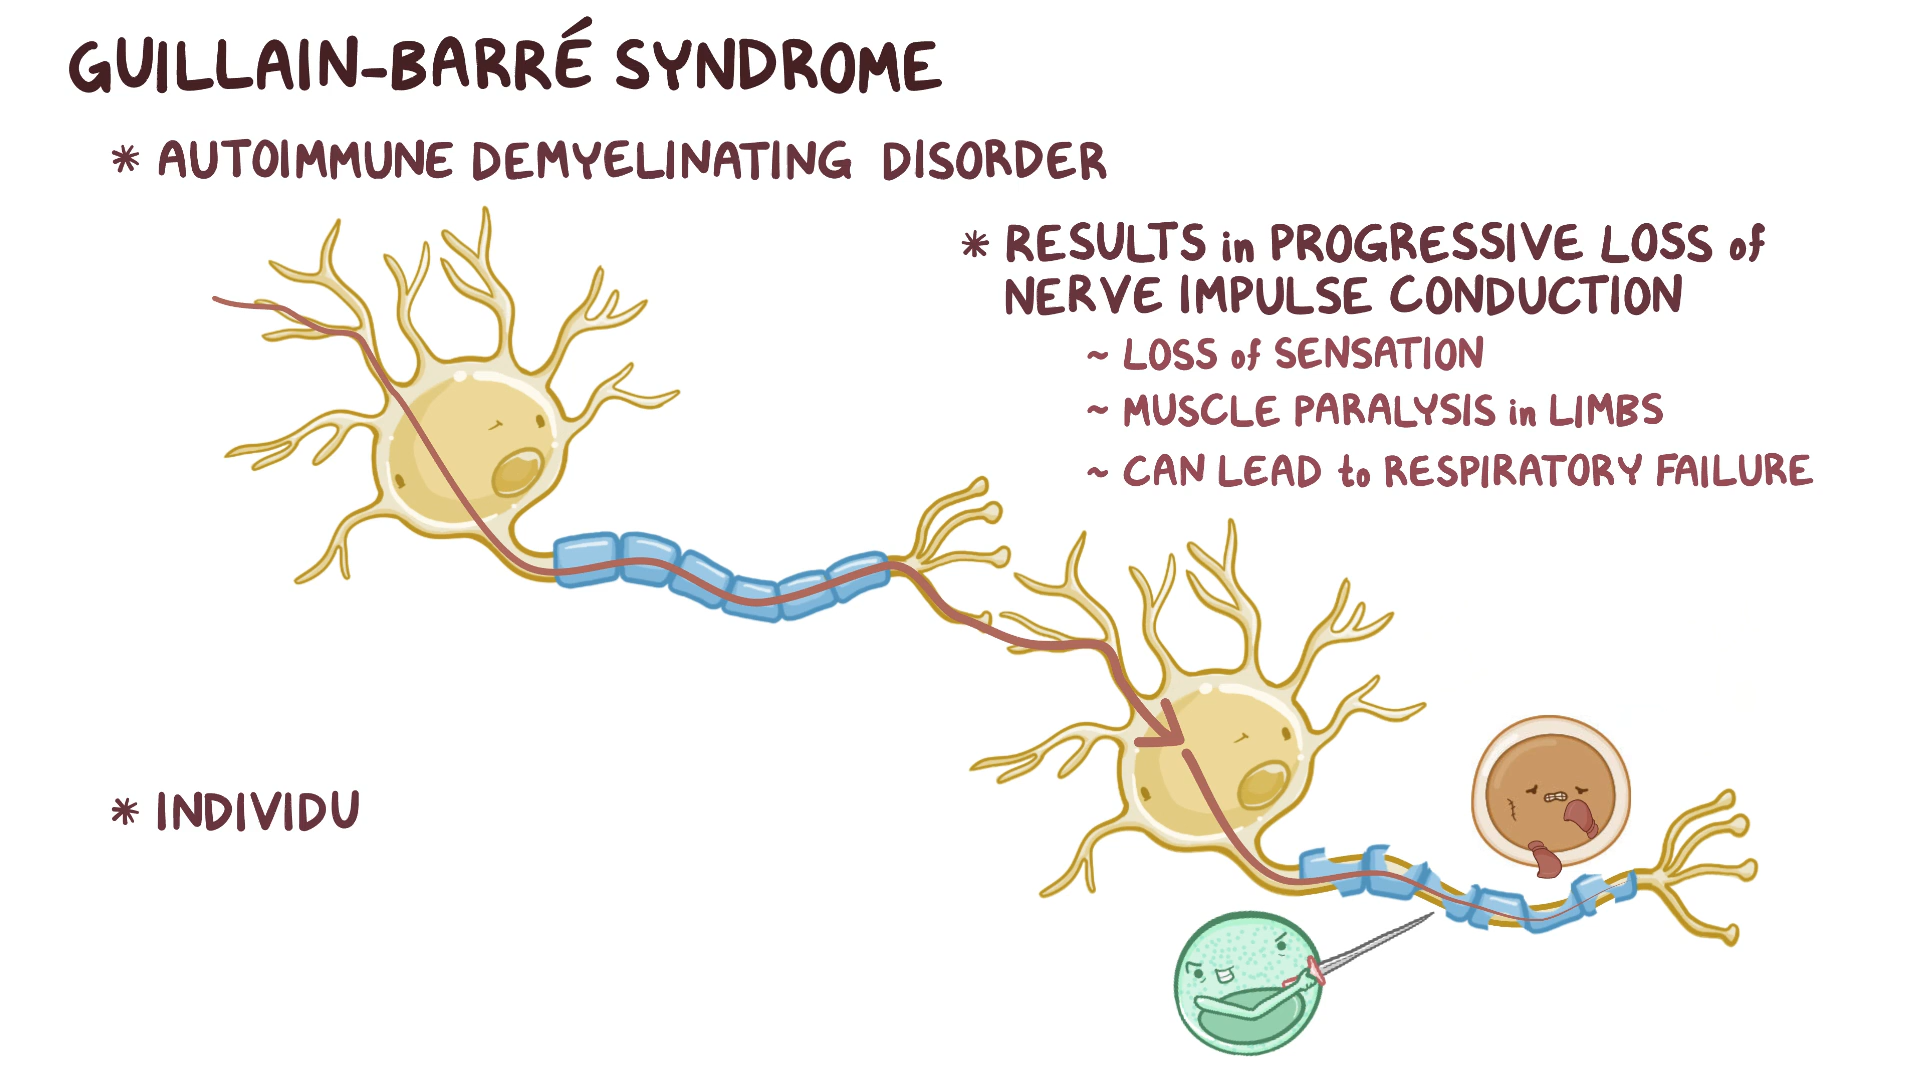 GUILLAIN-BARRÉ SYNDROME
* AUTOIMMUNE DEMYELINATING DISORDER
* RESULTS in PROGRESSIVE LOSS of
NERVE IMPULSE CONDUCTION
~ LOSS of SENSATION
~ MUSCLE PARALYSIS in LIMBS
~ CAN LEAD to RESPIRATORY FAILURE
* INDIVIDU